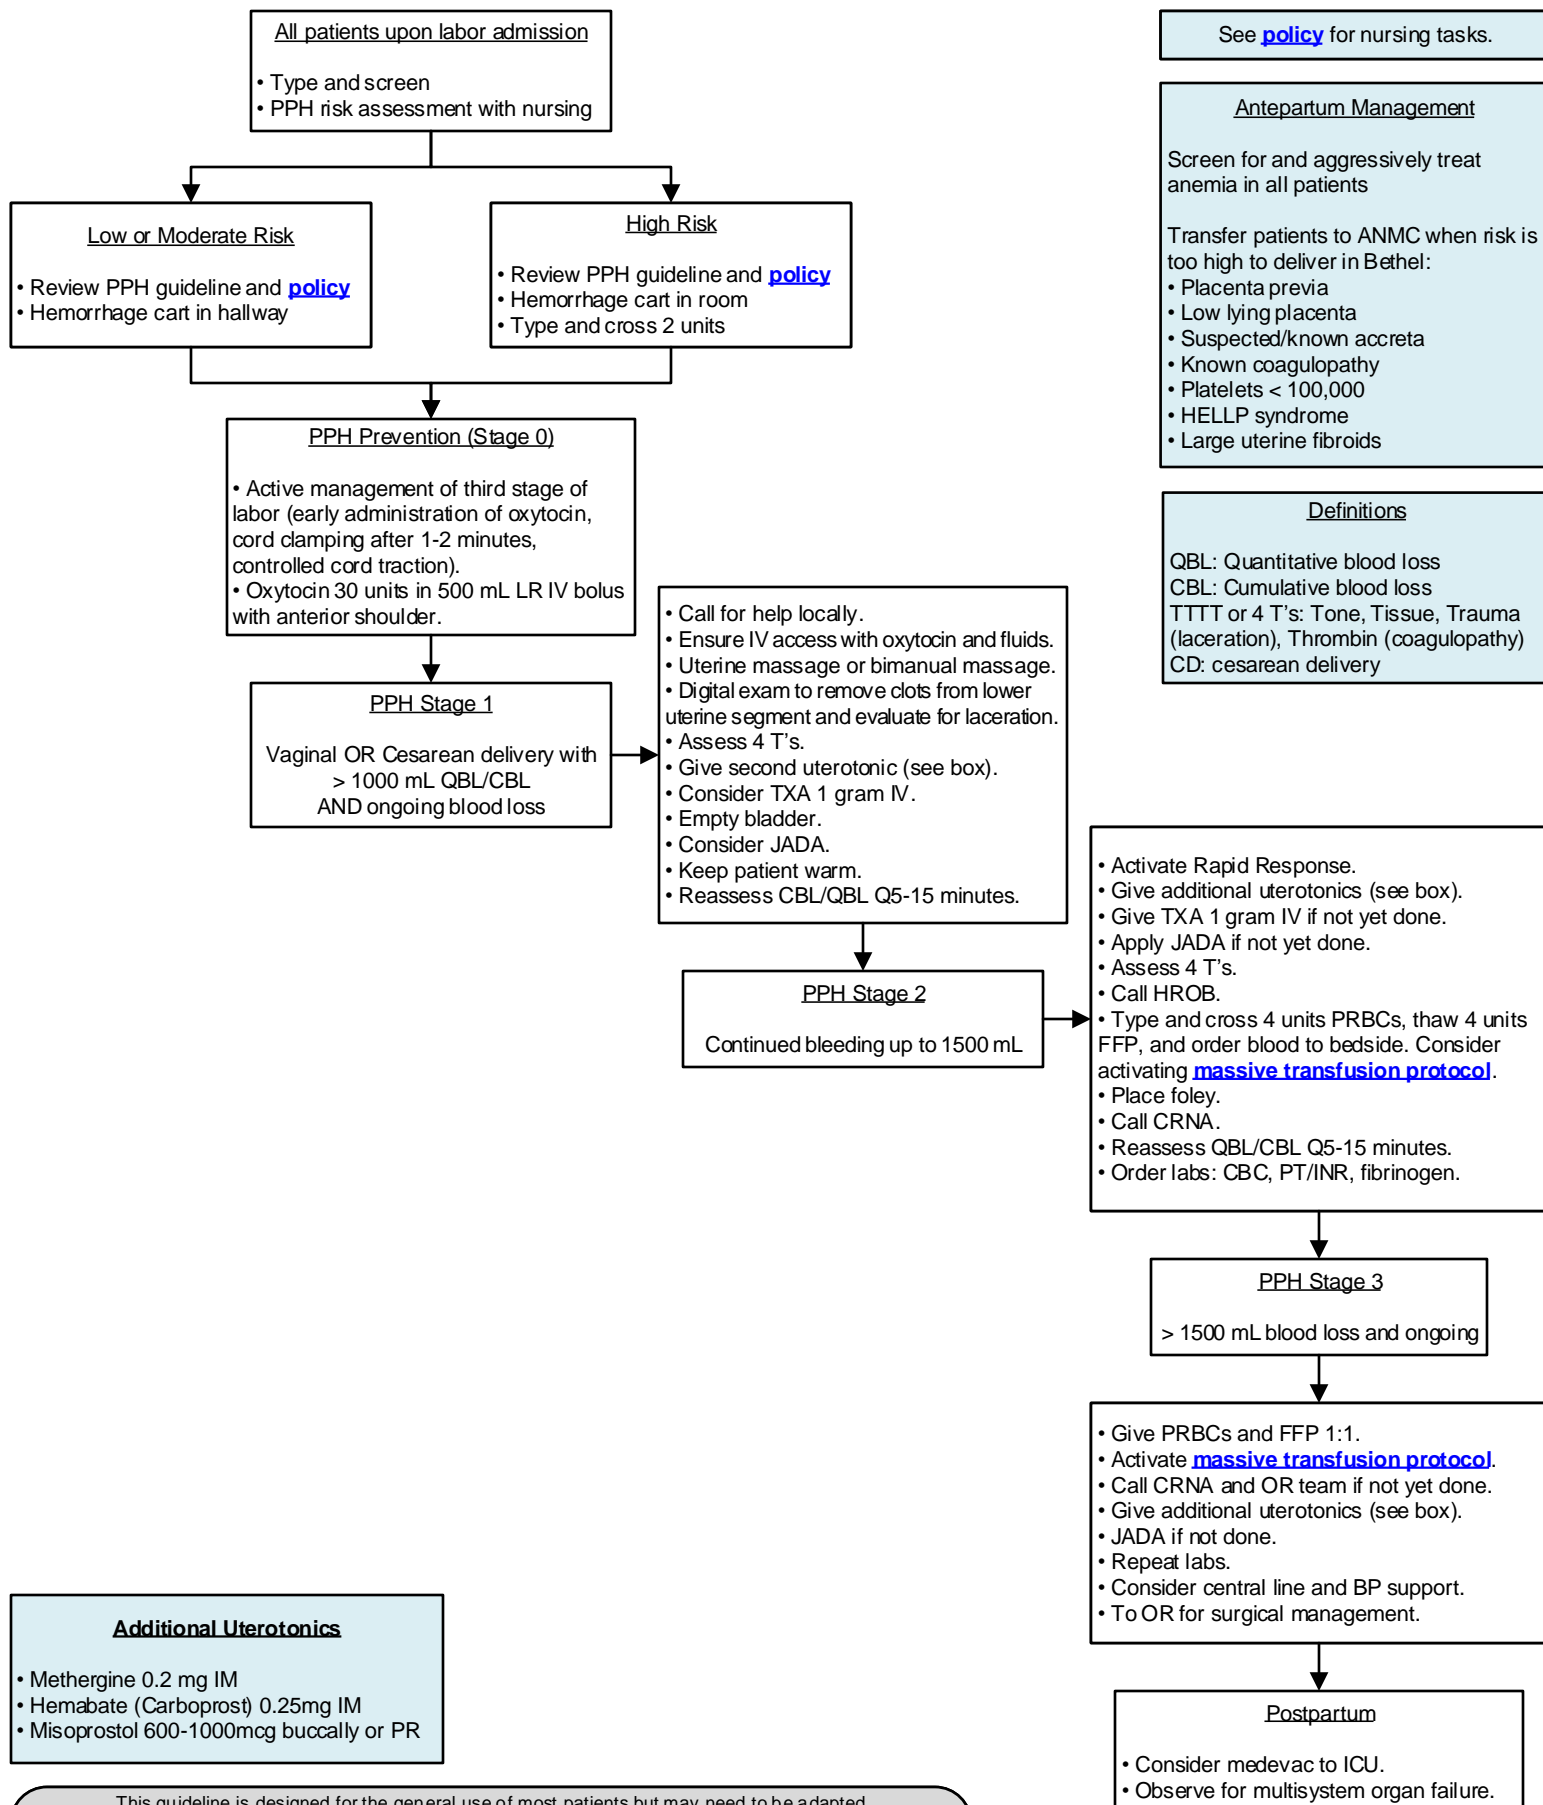 All patients upon labor admission
• Type and screen
• PPH risk assessment with nursing
See policy for nursing tasks.
Antepartum Management
Screen for and aggressively treat
anemia in all patients
Transfer patients to ANMC when risk is
too high to deliver in Bethel:
• Placenta previa
• Low lying placenta
• Suspected/known accreta
• Known coagulopathy
• Platelets < 100,000
• HELLP syndrome
• Large uterine fibroids
Low or Moderate Risk
• Review PPH guideline and policy
• Hemorrhage cart in hallway
High Risk
• Review PPH guideline and policy
• Hemorrhage cart in room
• Type and cross 2 units
PPH Prevention (Stage 0)
• Active management of third stage of
labor (early administration of oxytocin,
cord clamping after 1-2 minutes,
controlled cord traction).
• Oxytocin 30 units in 500 mL LR IV bolus
with anterior shoulder.
Definitions
QBL: Quantitative blood loss
CBL: Cumulative blood loss
TTTT or 4 T's: Tone, Tissue, Trauma
(laceration), Thrombin (coagulopathy)
CD: cesarean delivery
PPH Stage 1
Vaginal OR Cesarean delivery with
> 1000 mL QBL/CBL
AND ongoing blood loss
• Call for help locally.
• Ensure IV access with oxytocin and fluids.
• Uterine massage or bimanual massage.
• Digital exam to remove clots from lower
uterine segment and evaluate for laceration.
• Assess 4 T's.
• Give second uterotonic (see box).
• Consider TXA 1 gram IV.
• Empty bladder.
• Consider JADA.
• Keep patient warm.
• Reassess CBL/QBL Q5-15 minutes.
PPH Stage 2
Continued bleeding up to 1500 mL
• Activate Rapid Response.
• Give additional uterotonics (see box).
• Give TXA 1 gram IV if not yet done.
• Apply JADA if not yet done.
• Assess 4 T's.
• Call HROB.
• Type and cross 4 units PRBCs, thaw 4 units
FFP, and order blood to bedside. Consider
activating massive transfusion protocol.
• Place foley.
• Call CRNA.
• Reassess QBL/CBL Q5-15 minutes.
• Order labs: CBC, PT/INR, fibrinogen.
PPH Stage 3
> 1500 mL blood loss and ongoing
• Give PRBCs and FFP 1:1.
• Activate massive transfusion protocol.
• Call CRNA and OR team if not yet done.
• Give additional uterotonics (see box).
• JADA if not done.
• Repeat labs.
• Consider central line and BP support.
• To OR for surgical management.
Additional Uterotonics
• Methergine 0.2 mg IM
• Hemabate (Carboprost) 0.25mg IM
• Misoprostol 600-1000mcg buccally or PR
Postpartum
• Consider medevac to ICU.
• Observe for multisystem organ failure.
This guideline is designed for the general use of most patients but may need to be adapted